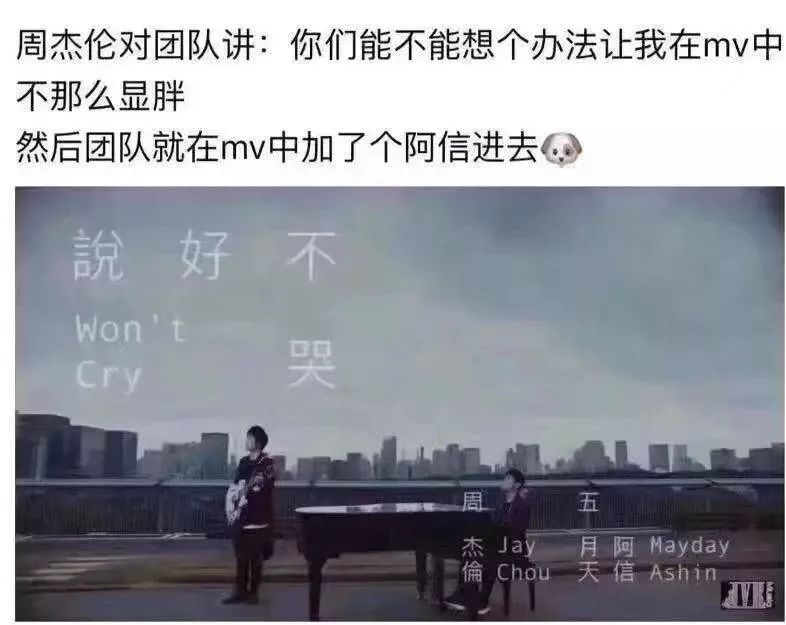 周杰伦对团队讲：你们能不能想个办法让我在mv中
不那么显胖
然后团队就在mv中加了个阿信进去
說好不哭
Won't
Cry
周杰倫
Jay
Chou
五月天
阿信
Mayday
Ashin
JVR